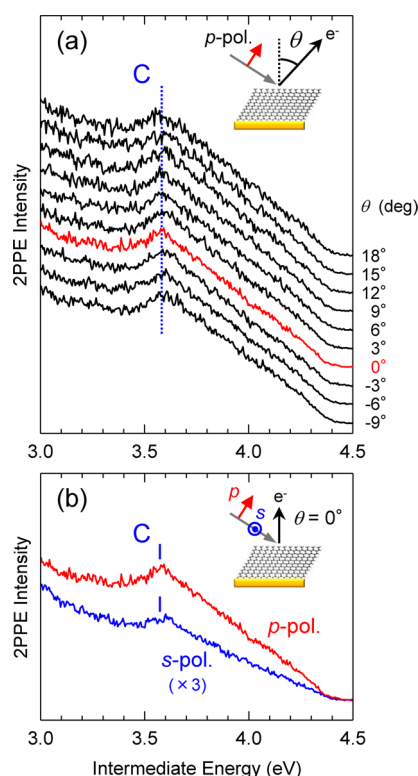 (a)
p-pol.
θ
e-
C
2PPE Intensity
θ (deg)
18°
15°
12°
9°
6°
3°
0°
-3°
-6°
-9°
3.0 3.5 4.0 4.5
(b)
p
s
e-
θ = 0°
C
2PPE Intensity
p-pol.
s-pol.
(×3)
3.0 3.5 4.0 4.5
Intermediate Energy (eV)